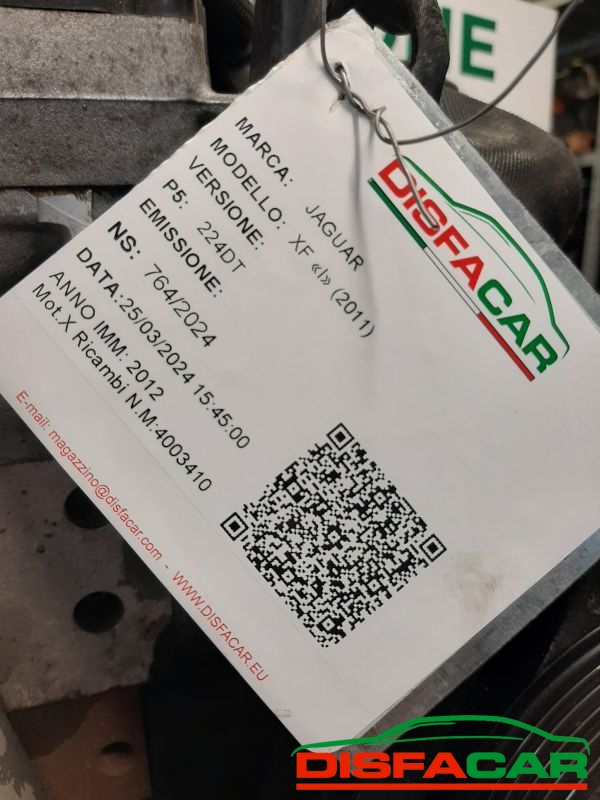 MARCA: JAGUAR
MODELLO: XF «I» (2011)
VERSIONE:
P5: 224DT
EMISSIONE:
NS: 764/2024
DATA:25/03/2024 15:45:00
ANNO IMM: 2012
Mot.X Ricambi N.M:4003410
E-mail: magazzino@disfacar.com - WWW.DISFACAR.EU
DISFACAR
DISFACAR